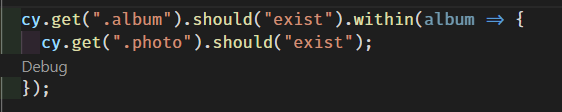 cy.get(".album").should("exist").within(album => {
cy.get(".photo").should("exist");
Debug
});